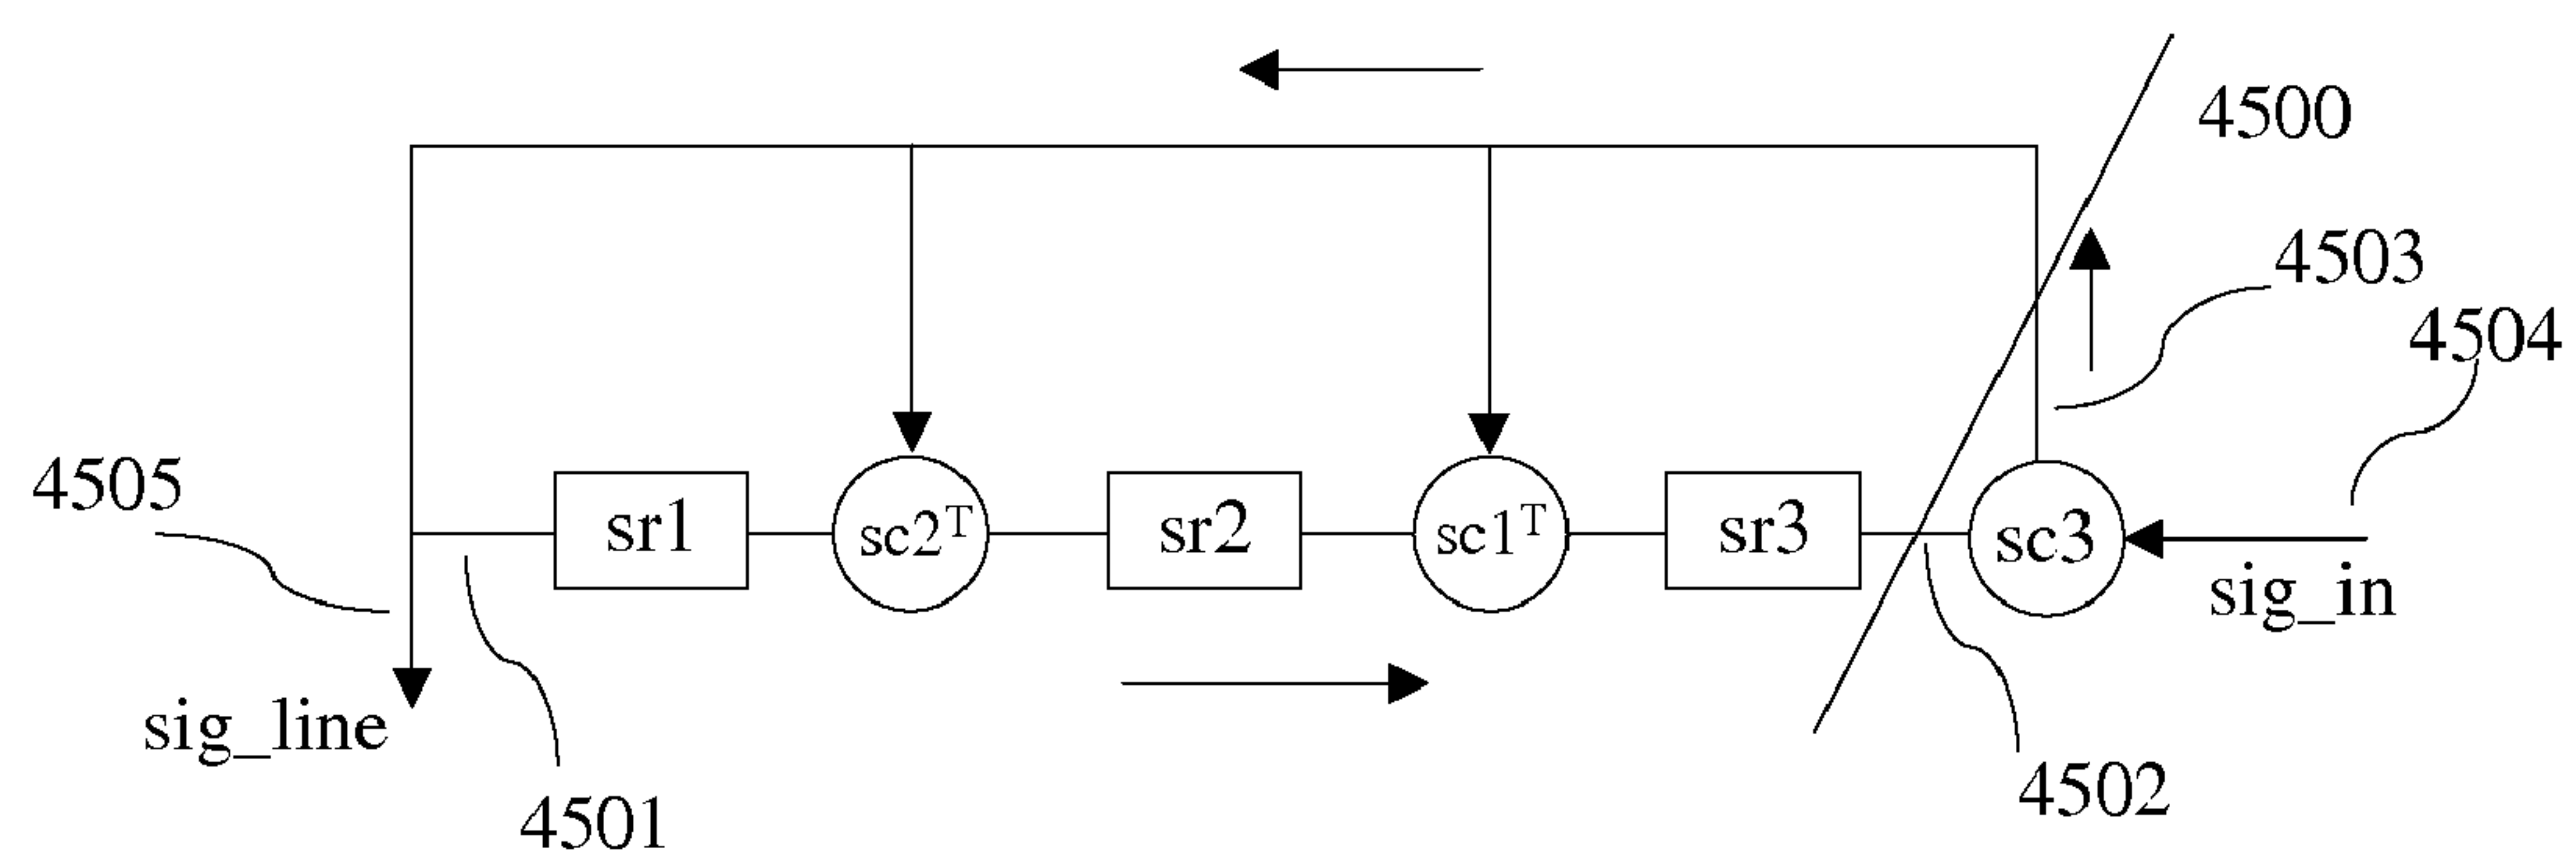 4500
4503
4504
4505
sr1
sc2ᵀ
sr2
sc1ᵀ
sr3
sc3
sig_in
sig_line
4501
4502